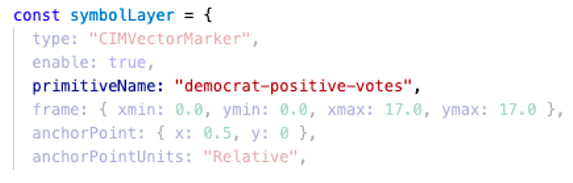 const symbolLayer = {
type: "CIMVectorMarker",
enable: true,
primitiveName: "democrat-positive-votes",
frame: { xmin: 0.0, ymin: 0.0, xmax: 17.0, ymax: 17.0 },
anchorPoint: { x: 0.5, y: 0 },
anchorPointUnits: "Relative",